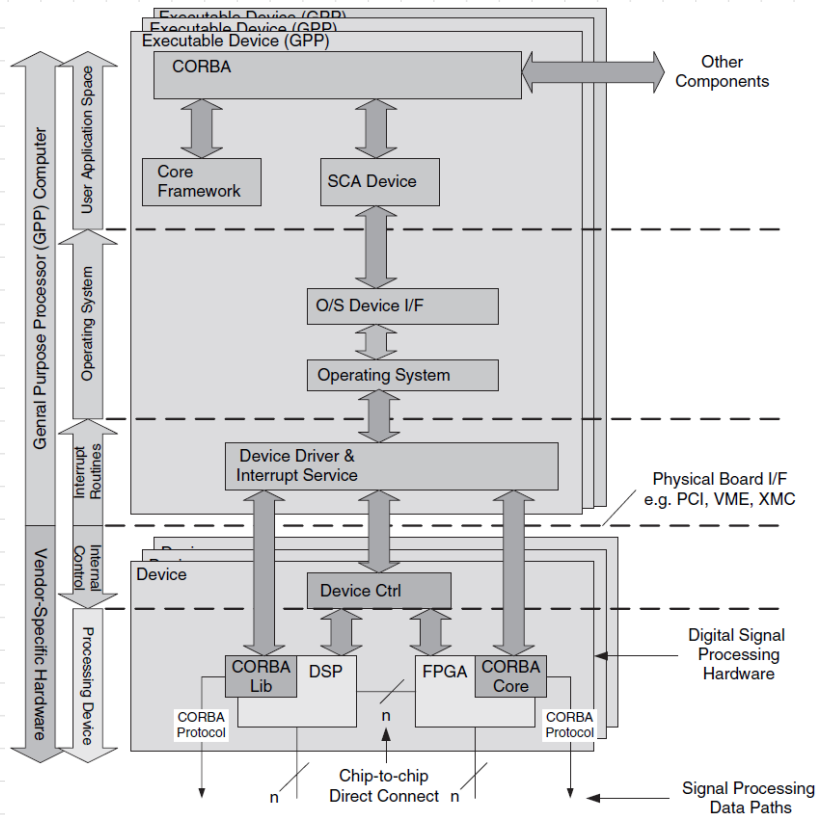 Executable Device (GPP)
Executable Device (GPP)
Executable Device (GPP)
CORBA
Other
Components
Core
Framework
SCA Device
O/S Device I/F
Operating System
Device Driver &
Interrupt Service
Physical Board I/F
e.g. PCI, VME, XMC
Device
Device Ctrl
CORBA
Lib
DSP
FPGA
CORBA
Core
Digital Signal
Processing
Hardware
CORBA
Protocol
n
CORBA
Protocol
Chip-to-chip
Direct Connect
n
n
Signal Processing
Data Paths
Genral Purpose Processor (GPP) Computer
Vendor-Specific Hardware
User Application Space
Operating System
Interrupt
Routines
Internal
Control
Processing Device